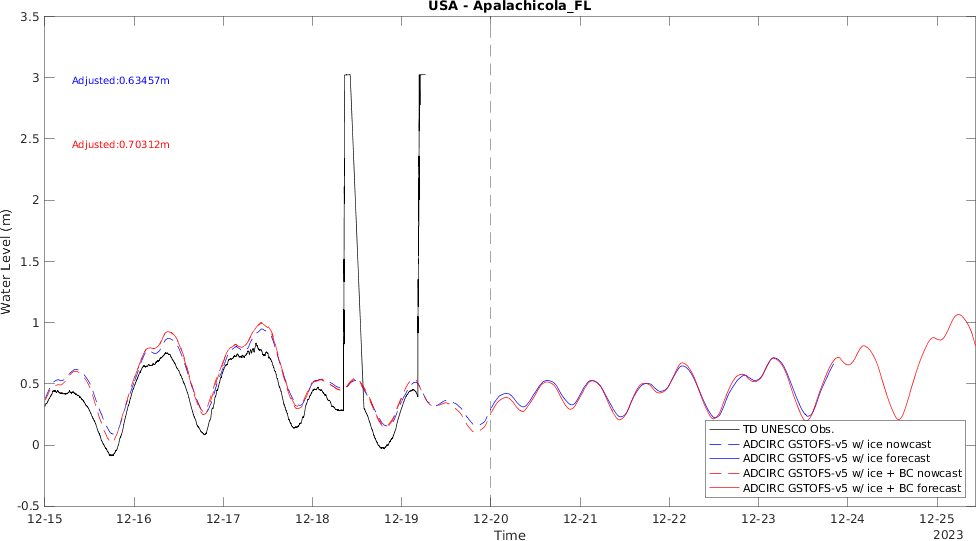 USA - Apalachicola_FL
3.5
3
2.5
2
1.5
1
0.5
0
-0.5
Water Level (m)
Adjusted:0.63457m
Adjusted:0.70312m
TD UNESCO Obs.
ADCIRC GSTOFS-v5 w/ ice nowcast
ADCIRC GSTOFS-v5 w/ ice forecast
ADCIRC GSTOFS-v5 w/ ice + BC nowcast
ADCIRC GSTOFS-v5 w/ ice + BC forecast
12-15 12-16 12-17 12-18 12-19 12-20 12-21 12-22 12-23 12-24 12-25
Time
2023